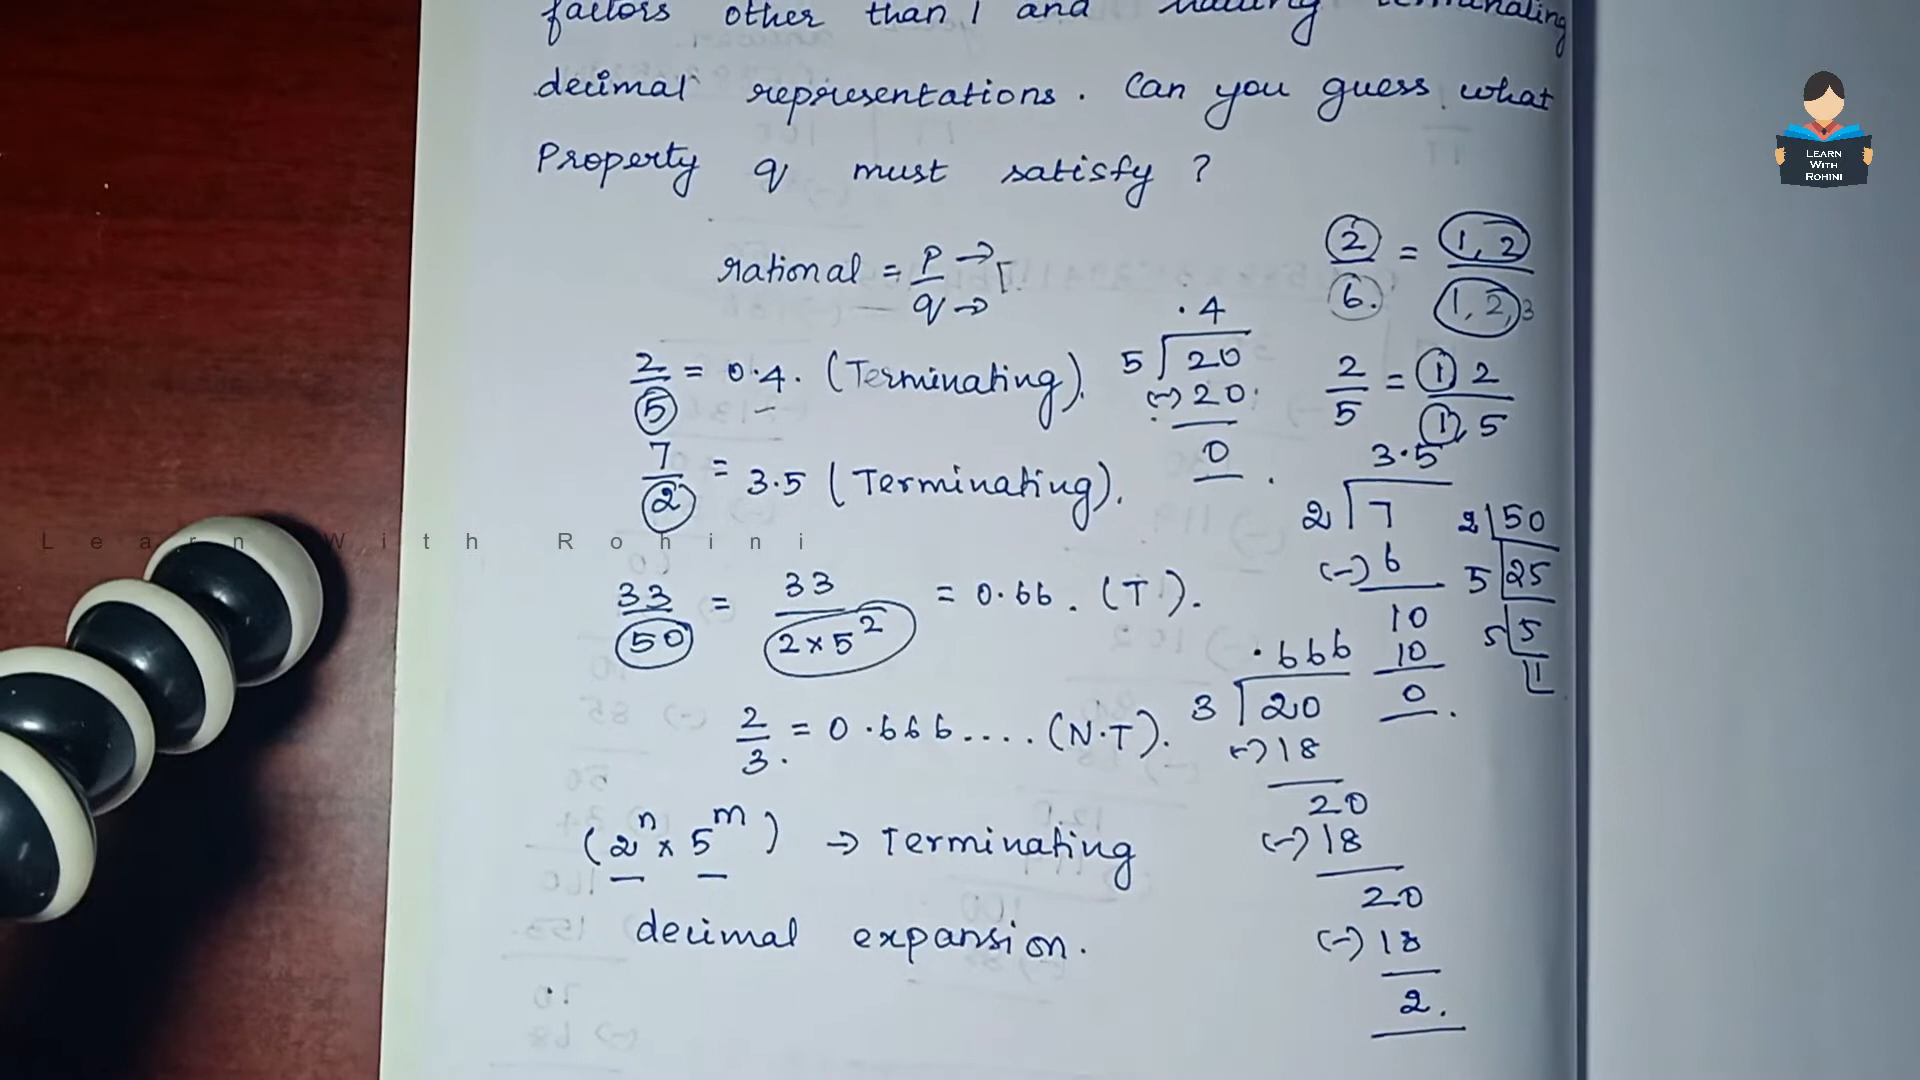 factors other than 1 and having terminating
decimal representations. Can you guess what
Property q must satisfy?
rational = p/q → I
→
2/5 = 0.4. (Terminating).
7/2 = 3.5 (Terminating).
33/50 = 33/2×5² = 0.66. (T).
2/3 = 0.666.... (N.T).
(2ⁿ × 5ᵐ) → Terminating
decimal expansion.
.4
5 20
(-) 20
0
2/6 = 1, 2/1, 2, 3
2/5 = 1 2/1, 5
3.5
2 7
(-) 6
10
10
0
2 50
5 25
5 5
1
.666
3 20
(-) 18
20
(-) 18
20
(-) 18
2.
LEARN
WITH
ROHINI
Learn With Rohini